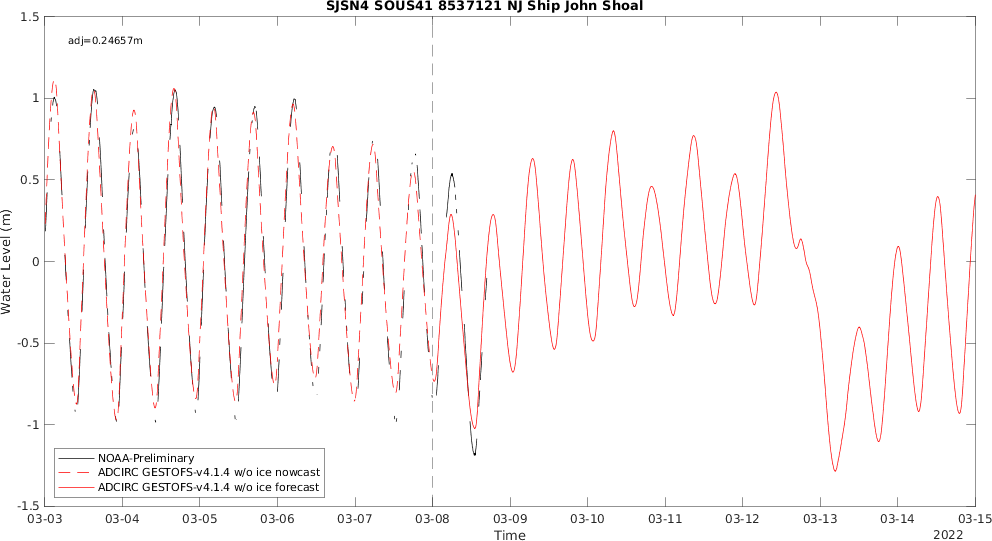 SJSN4 SOUS41 8537121 NJ Ship John Shoal
adj=0.24657m
Water Level (m)
1.5
1
0.5
0
-0.5
-1
-1.5
NOAA-Preliminary
ADCIRC GESTOFS-v4.1.4 w/o ice nowcast
ADCIRC GESTOFS-v4.1.4 w/o ice forecast
03-03 03-04 03-05 03-06 03-07 03-08 03-09 03-10 03-11 03-12 03-13 03-14 03-15
Time
2022